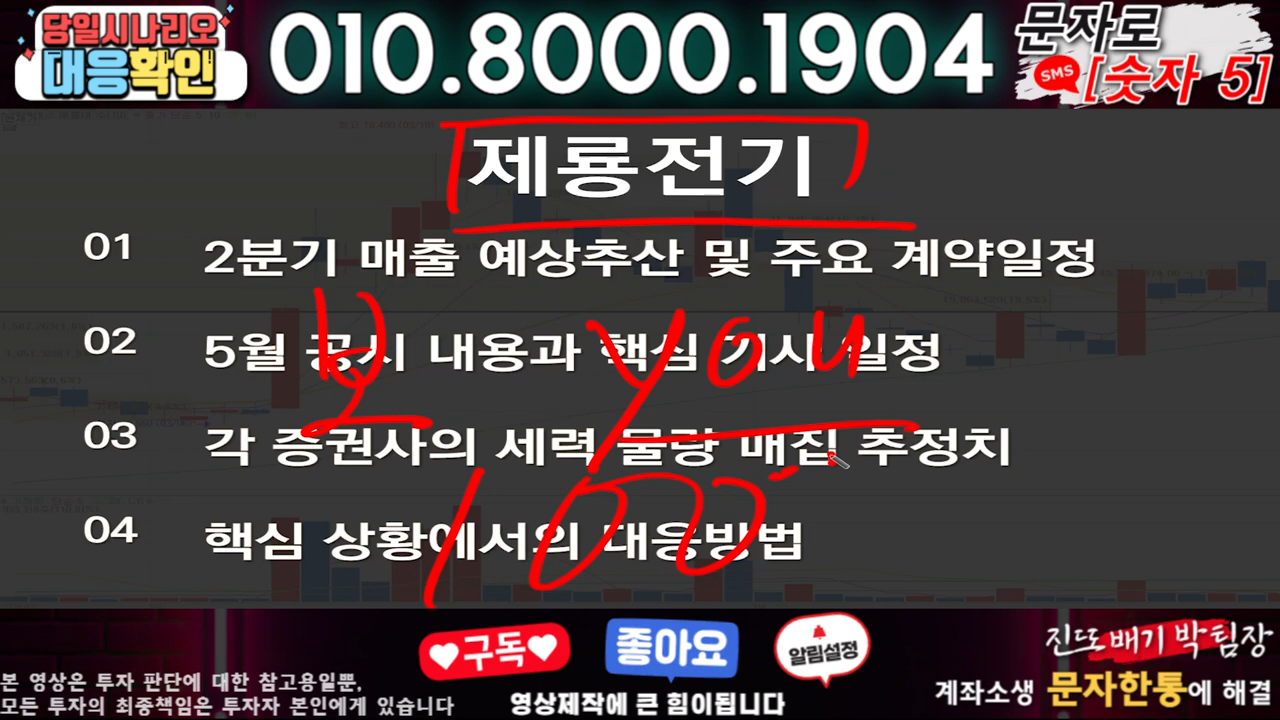 당일시나리오
대응확인
010.8000.1904
문자로
SMS
[숫자 5]
제룡전기
01 2분기 매출 예상추산 및 주요 계약일정
02 5월 공시 내용과 핵심 기사 일정
03 각 증권사의 세력 물량 매집 추정치
04 핵심 상황에서의 대응방법
you
100
구독
좋아요
알림설정
영상제작에 큰 힘이됩니다
본 영상은 투자 판단에 대한 참고용일뿐,
모든 투자의 최종책임은 투자자 본인에게 있습니다
진또배기 박팀장
계좌소생 문자한통에 해결